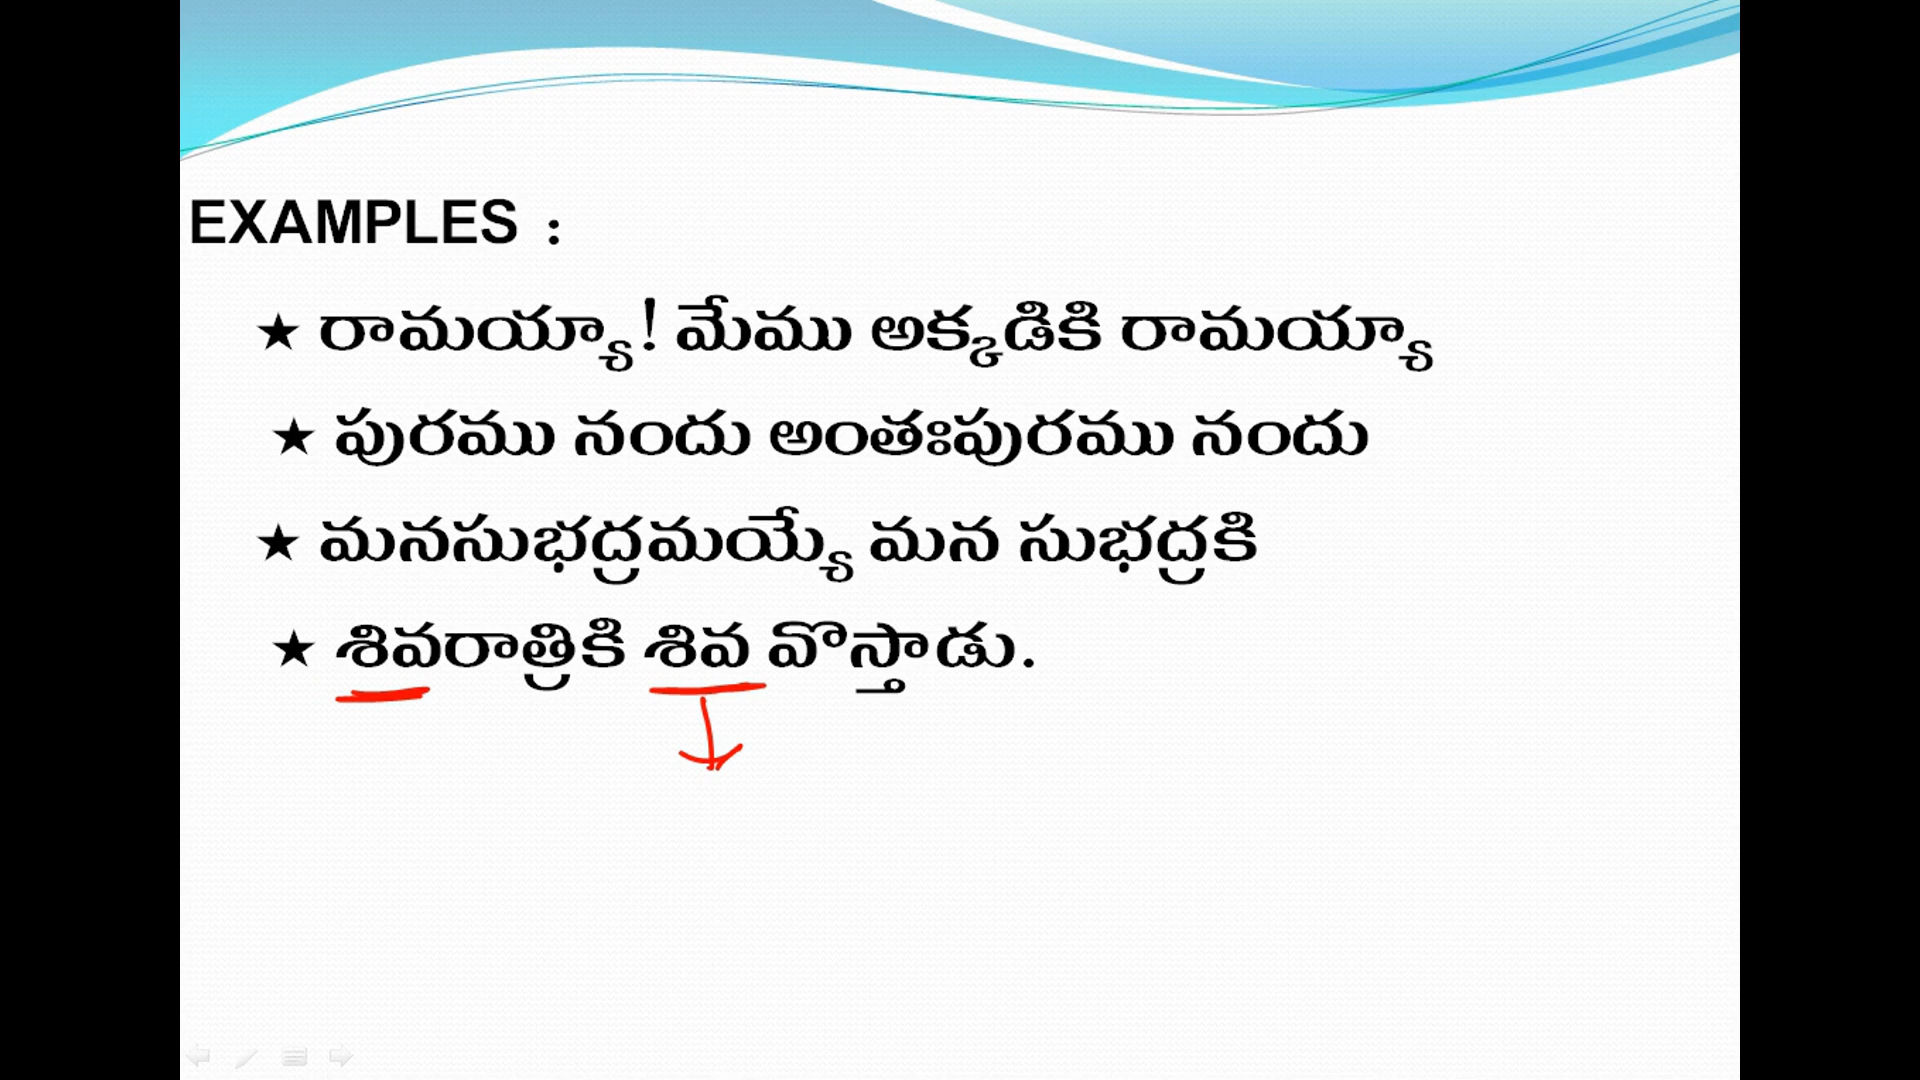 EXAMPLES :
★ రామయ్యా! మేము అక్కడికి రామయ్యా
★ పురము నందు అంతఃపురము నందు
★ మనసుభద్రమయ్యే మన సుభద్రకి
★ శివరాత్రికి శివ వొస్తాడు.